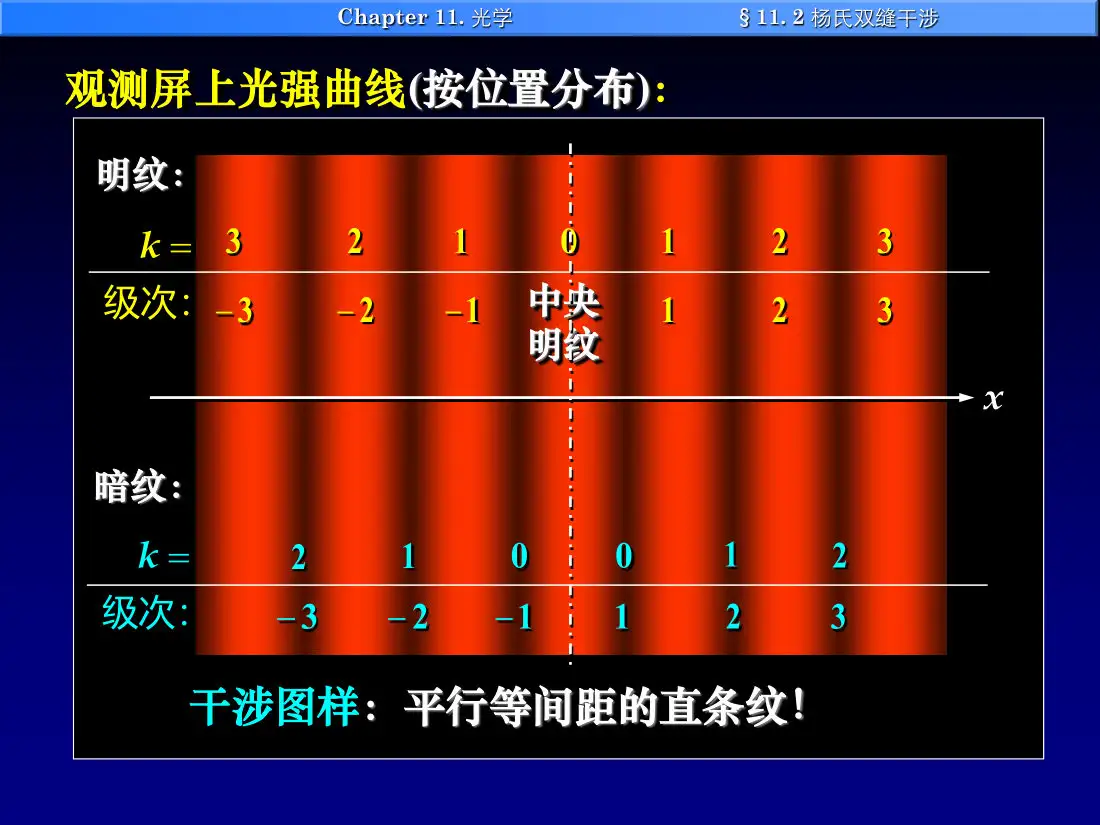 Chapter 11. 光学 §11. 2 杨氏双缝干涉
观测屏上光强曲线(按位置分布)：
明纹：
k = 3 2 1 0 1 2 3
级次： －3 －2 －1 中央 1 2 3
明纹
x
暗纹：
k = 2 1 0 0 1 2
级次： －3 －2 －1 1 2 3
干涉图样：平行等间距的直条纹！